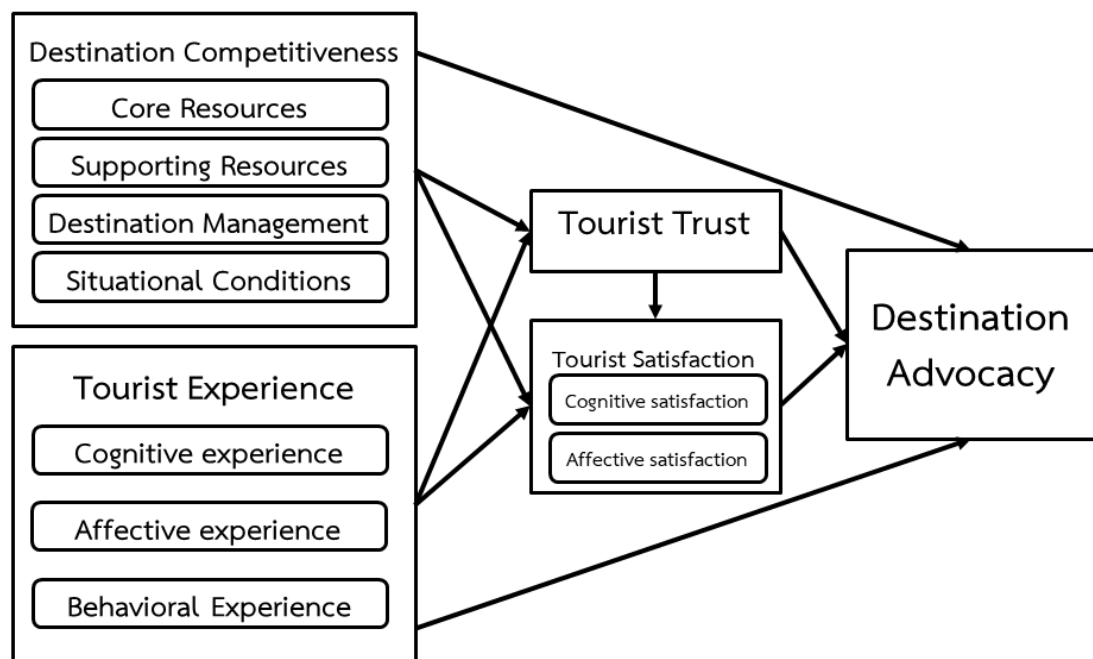 Destination Competitiveness
Core Resources
Supporting Resources
Destination Management
Situational Conditions
Tourist Experience
Cognitive experience
Affective experience
Behavioral Experience
Tourist Trust
Tourist Satisfaction
Cognitive satisfaction
Affective satisfaction
Destination
Advocacy